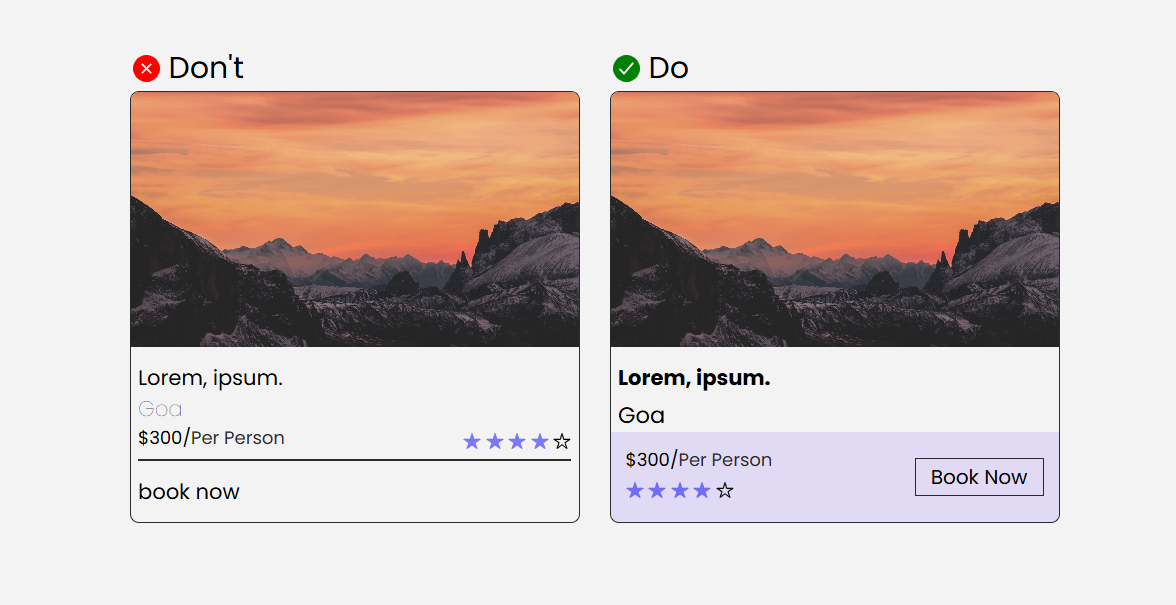 Don't
Lorem, ipsum.
Goa
$300/Per Person
book now
Do
Lorem, ipsum.
Goa
$300/Per Person
Book Now